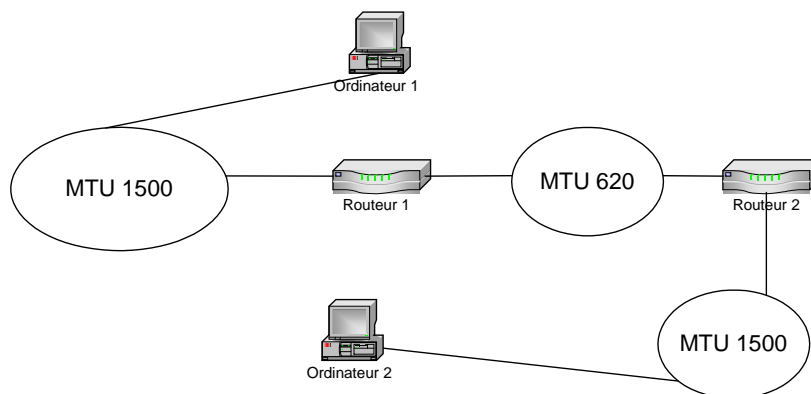 Ordinateur 1
MTU 1500
MTU 620
Routeur 1
Routeur 2
MTU 1500
Ordinateur 2